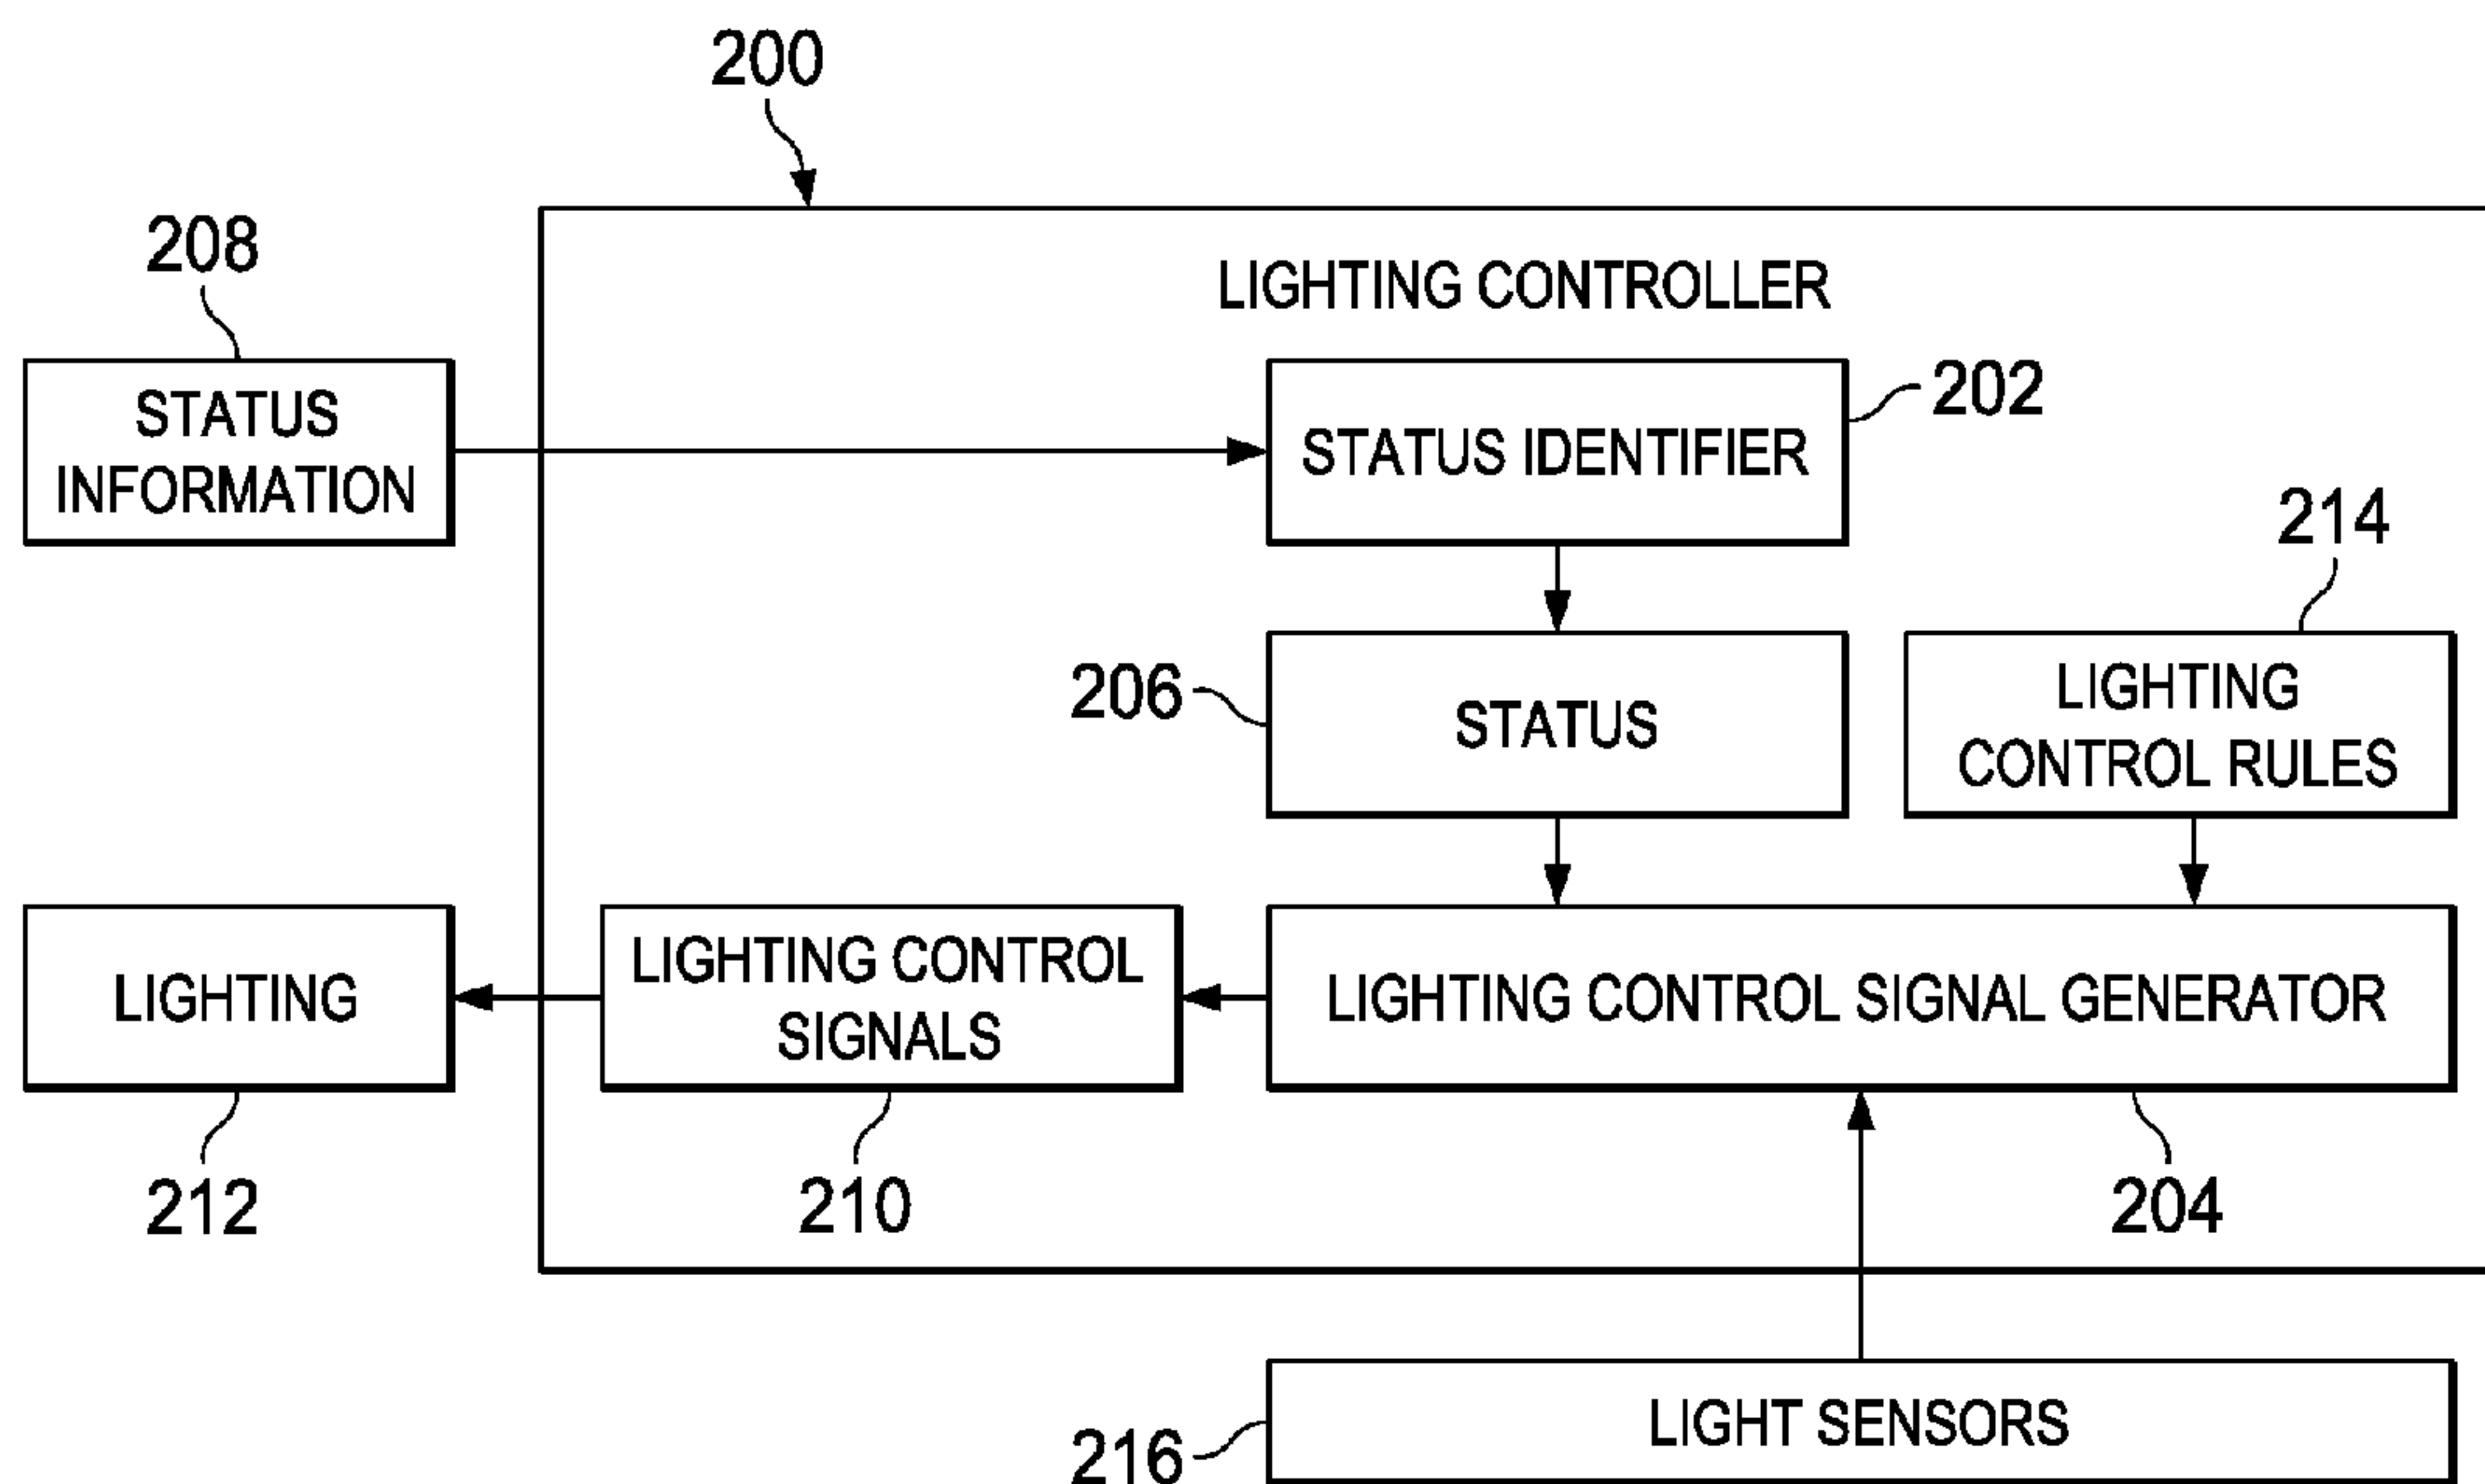 200
208
LIGHTING CONTROLLER
STATUS
INFORMATION
STATUS IDENTIFIER
202
214
206
STATUS
LIGHTING
CONTROL RULES
LIGHTING
LIGHTING CONTROL
SIGNALS
LIGHTING CONTROL SIGNAL GENERATOR
212
210
204
216
LIGHT SENSORS